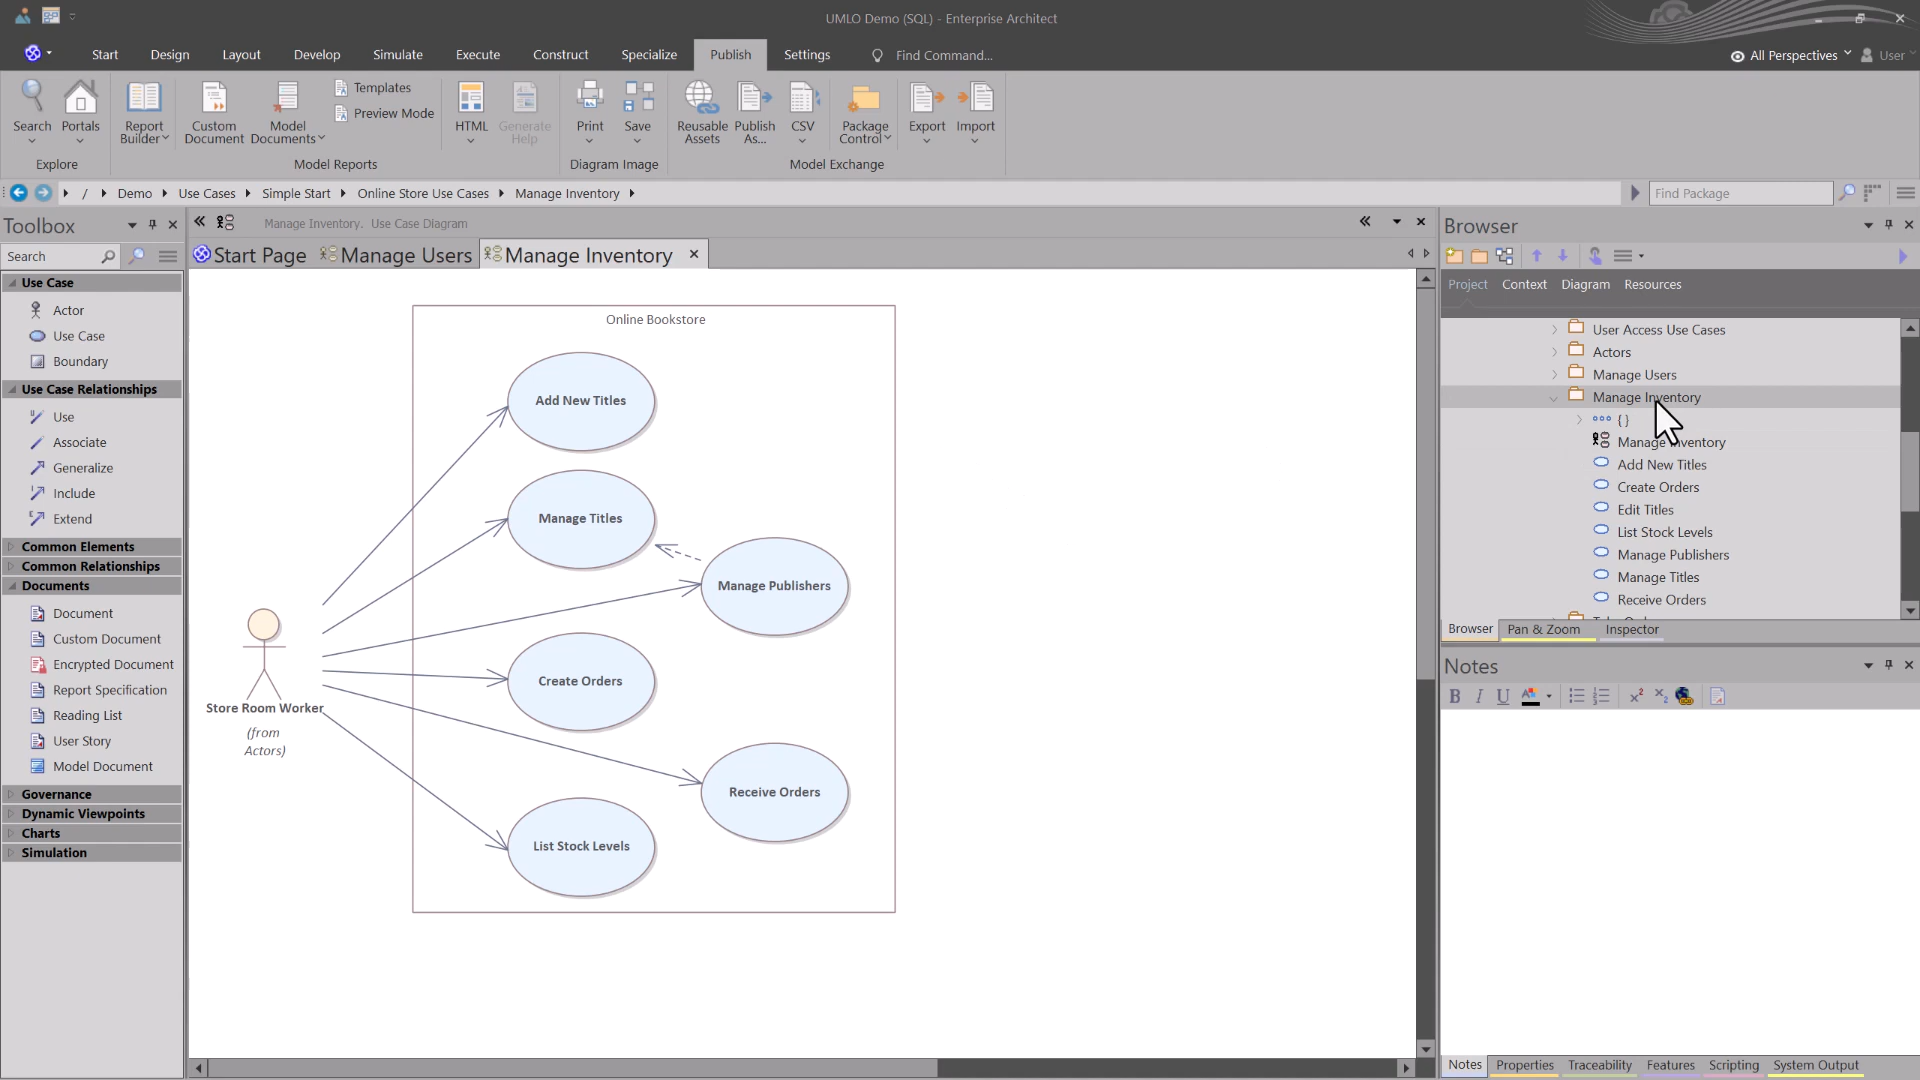 UMLO Demo (SQL) - Enterprise Architect
Start Design Layout Develop Simulate Execute Construct Specialize Publish Settings Find Command... All Perspectives User
Search Portals Report Builder Custom Document Model Documents Templates Preview Mode HTML Generate Help Print Save Reusable Assets Publish As... CSV Package Control Export Import
Explore Model Reports Diagram Image Model Exchange
/ Demo Use Cases Simple Start Online Store Use Cases Manage Inventory Find Package
Toolbox
Search
Use Case
Actor
Use Case
Boundary
Use Case Relationships
Use
Associate
Generalize
Include
Extend
Common Elements
Common Relationships
Documents
Document
Custom Document
Encrypted Document
Report Specification
Reading List
User Story
Model Document
Governance
Dynamic Viewpoints
Charts
Simulation
Manage Inventory. Use Case Diagram
Start Page Manage Users Manage Inventory
Online Bookstore
Add New Titles
Manage Titles
Manage Publishers
Create Orders
Receive Orders
List Stock Levels
Store Room Worker
(from
Actors)
Browser
Project Context Diagram Resources
User Access Use Cases
Actors
Manage Users
Manage Inventory
{ }
Manage Inventory
Add New Titles
Create Orders
Edit Titles
List Stock Levels
Manage Publishers
Manage Titles
Receive Orders
Browser Pan & Zoom Inspector
Notes
B I U A x² x₂
Notes Properties Traceability Features Scripting System Output